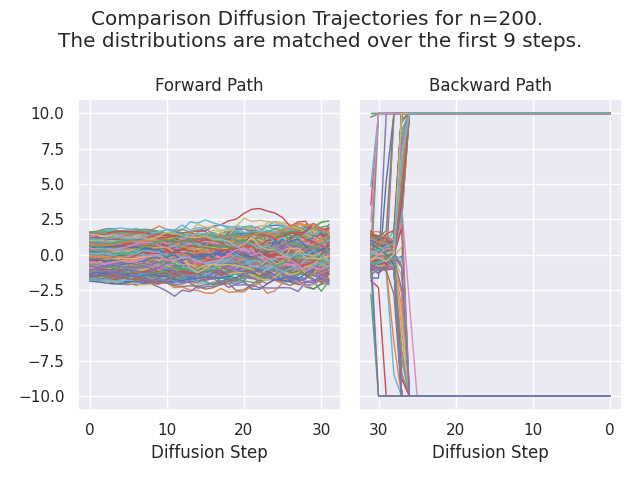 Comparison Diffusion Trajectories for n=200.
The distributions are matched over the first 9 steps.
Forward Path
Backward Path
10.0
7.5
5.0
2.5
0.0
−2.5
−5.0
−7.5
−10.0
0 10 20 30
30 20 10 0
Diffusion Step
Diffusion Step